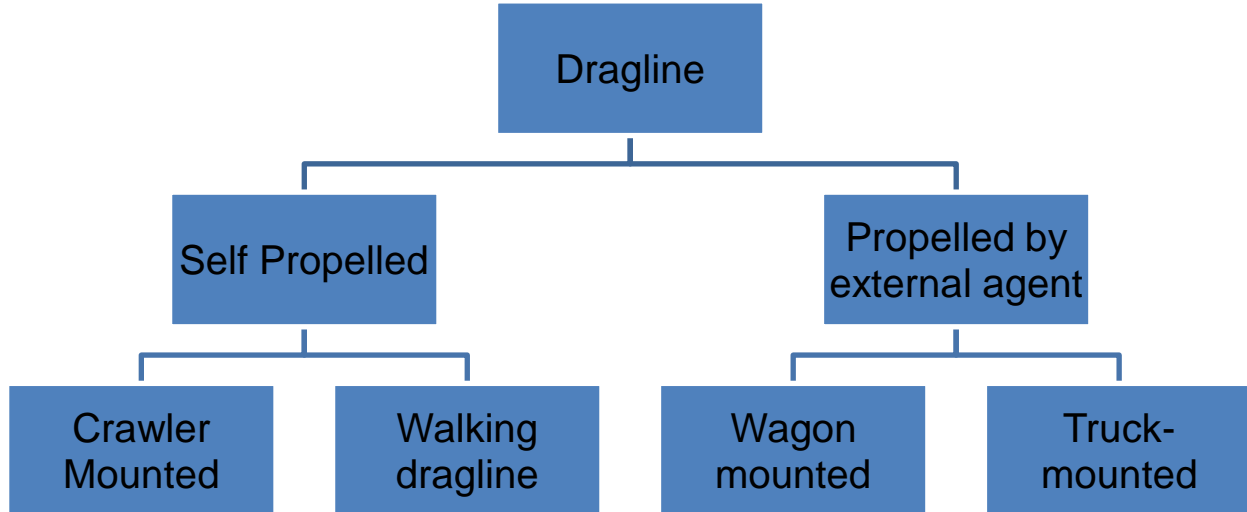 Dragline
Self Propelled
Propelled by
external agent
Crawler
Mounted
Walking
dragline
Wagon
mounted
Truck-
mounted